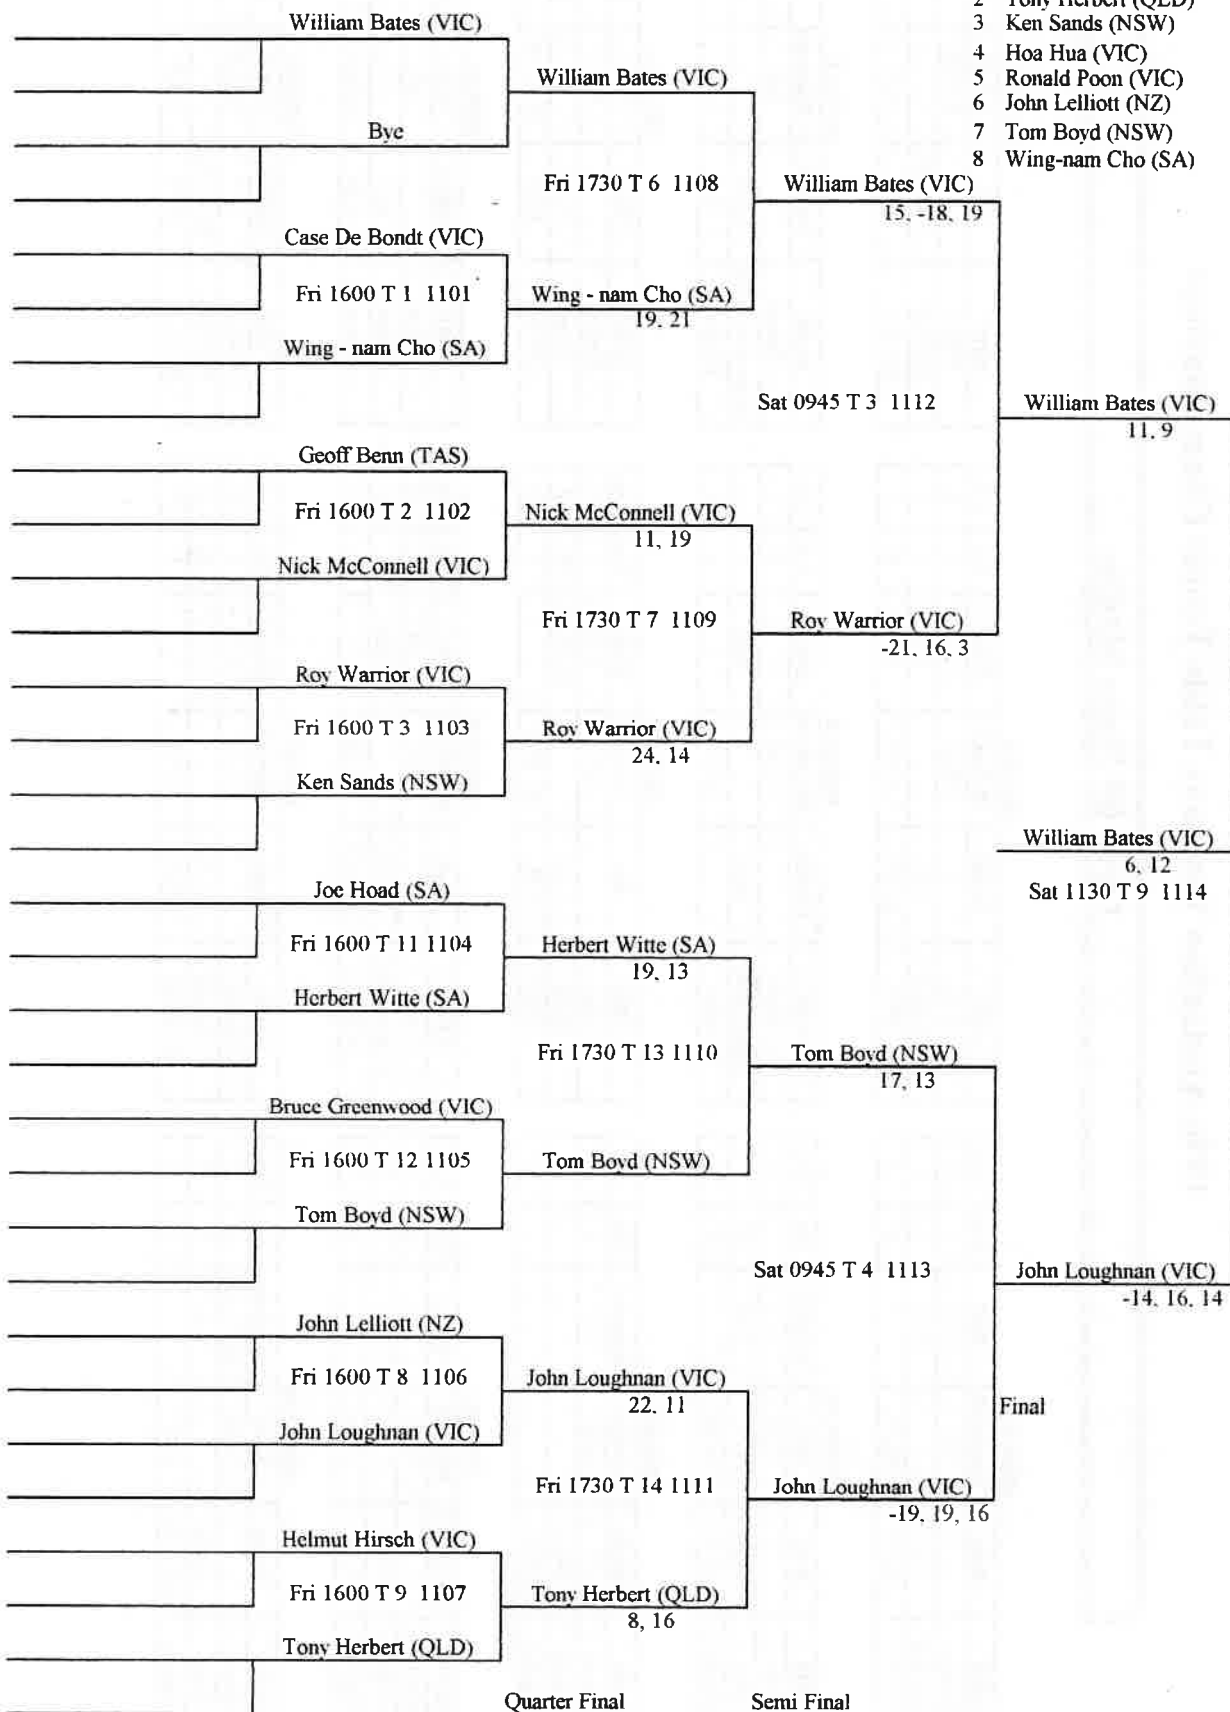 2 Tony Herbert (QLD)
3 Ken Sands (NSW)
4 Hoa Hua (VIC)
5 Ronald Poon (VIC)
6 John Lelliott (NZ)
7 Tom Boyd (NSW)
8 Wing-nam Cho (SA)
William Bates (VIC)
William Bates (VIC)
Bye
Fri 1730 T 6 1108
William Bates (VIC)
15, -18, 19
Case De Bondt (VIC)
Fri 1600 T 1 1101
Wing - nam Cho (SA)
19, 21
Wing - nam Cho (SA)
Sat 0945 T 3 1112
William Bates (VIC)
11, 9
Geoff Benn (TAS)
Fri 1600 T 2 1102
Nick McConnell (VIC)
11, 19
Nick McConnell (VIC)
Fri 1730 T 7 1109
Roy Warrior (VIC)
-21, 16, 3
Roy Warrior (VIC)
Fri 1600 T 3 1103
Roy Warrior (VIC)
24, 14
Ken Sands (NSW)
William Bates (VIC)
6, 12
Sat 1130 T 9 1114
Joe Hoad (SA)
Fri 1600 T 11 1104
Herbert Witte (SA)
19, 13
Herbert Witte (SA)
Fri 1730 T 13 1110
Tom Boyd (NSW)
17, 13
Bruce Greenwood (VIC)
Fri 1600 T 12 1105
Tom Boyd (NSW)
Tom Boyd (NSW)
Sat 0945 T 4 1113
John Loughnan (VIC)
-14, 16, 14
John Lelliott (NZ)
Fri 1600 T 8 1106
John Loughnan (VIC)
22, 11
Final
John Loughnan (VIC)
Fri 1730 T 14 1111
John Loughnan (VIC)
-19, 19, 16
Helmut Hirsch (VIC)
Fri 1600 T 9 1107
Tony Herbert (QLD)
8, 16
Tony Herbert (QLD)
Quarter Final
Semi Final